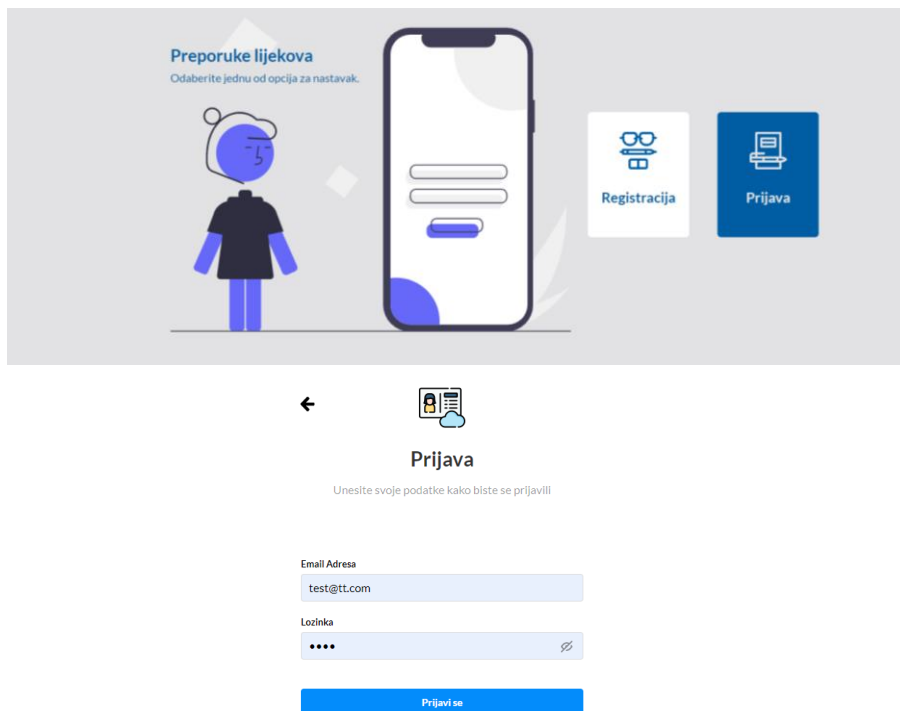 Preporuke lijekova
Odaberite jednu od opcija za nastavak.
Registracija
Prijava
Prijava
Unesite svoje podatke kako biste se prijavili
Email Adresa
test@tt.com
Lozinka
••••
Prijavi se